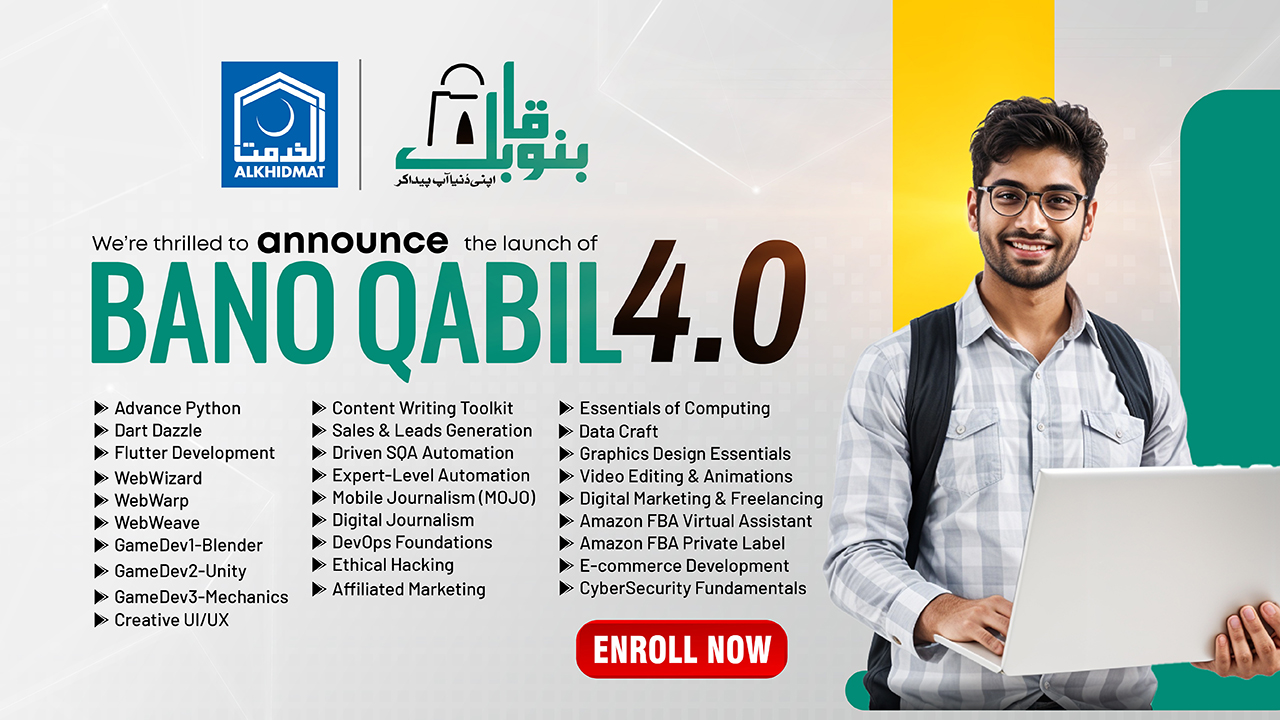 الخدمت
ALKHIDMAT
بنو قابل
اپنی دُنیا آپ پیدا کر
We're thrilled to announce the launch of
BANO QABIL 4.0
Advance Python
Dart Dazzle
Flutter Development
WebWizard
WebWarp
WebWeave
GameDev1-Blender
GameDev2-Unity
GameDev3-Mechanics
Creative UI/UX
Content Writing Toolkit
Sales & Leads Generation
Driven SQA Automation
Expert-Level Automation
Mobile Journalism (MOJO)
Digital Journalism
DevOps Foundations
Ethical Hacking
Affiliated Marketing
Essentials of Computing
Data Craft
Graphics Design Essentials
Video Editing & Animations
Digital Marketing & Freelancing
Amazon FBA Virtual Assistant
Amazon FBA Private Label
E-commerce Development
CyberSecurity Fundamentals
ENROLL NOW